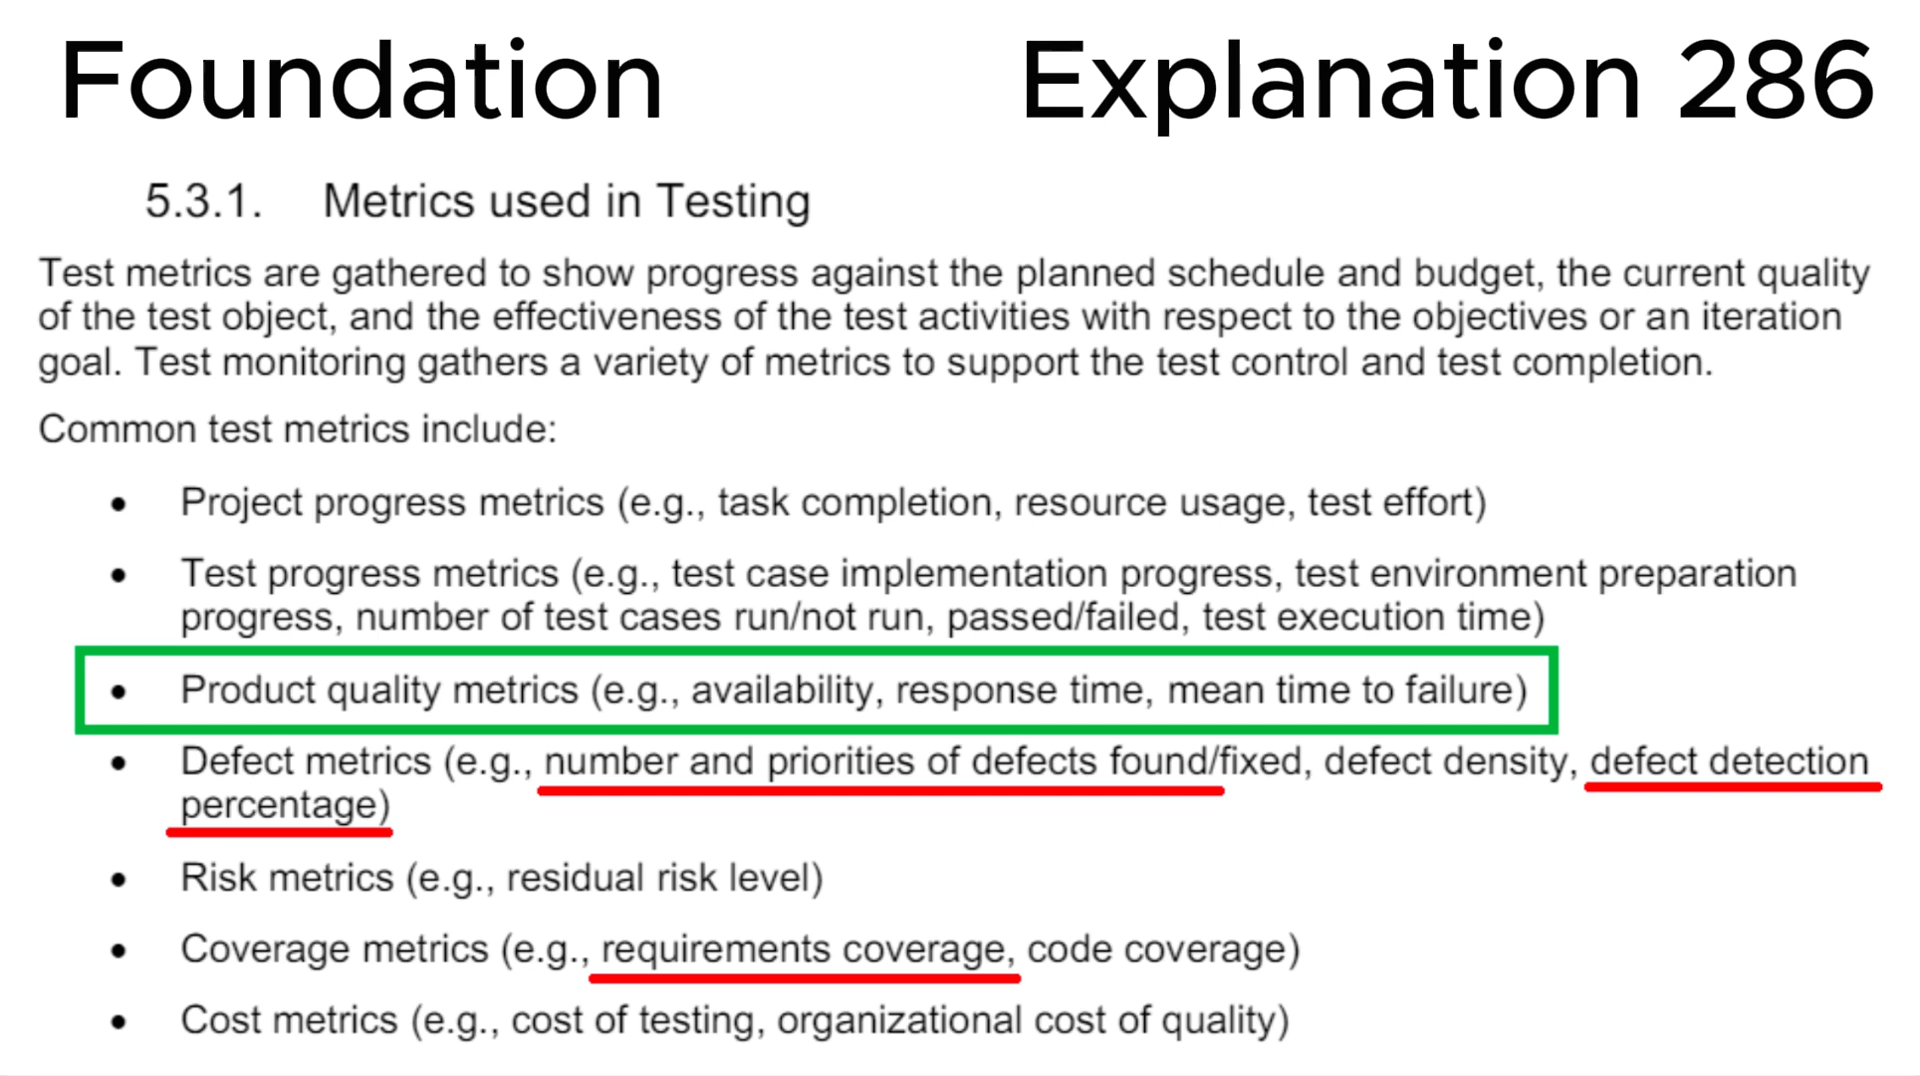 Foundation Explanation 286
5.3.1. Metrics used in Testing
Test metrics are gathered to show progress against the planned schedule and budget, the current quality
of the test object, and the effectiveness of the test activities with respect to the objectives or an iteration
goal. Test monitoring gathers a variety of metrics to support the test control and test completion.
Common test metrics include:
• Project progress metrics (e.g., task completion, resource usage, test effort)
• Test progress metrics (e.g., test case implementation progress, test environment preparation
progress, number of test cases run/not run, passed/failed, test execution time)
• Product quality metrics (e.g., availability, response time, mean time to failure)
• Defect metrics (e.g., number and priorities of defects found/fixed, defect density, defect detection
percentage)
• Risk metrics (e.g., residual risk level)
• Coverage metrics (e.g., requirements coverage, code coverage)
• Cost metrics (e.g., cost of testing, organizational cost of quality)